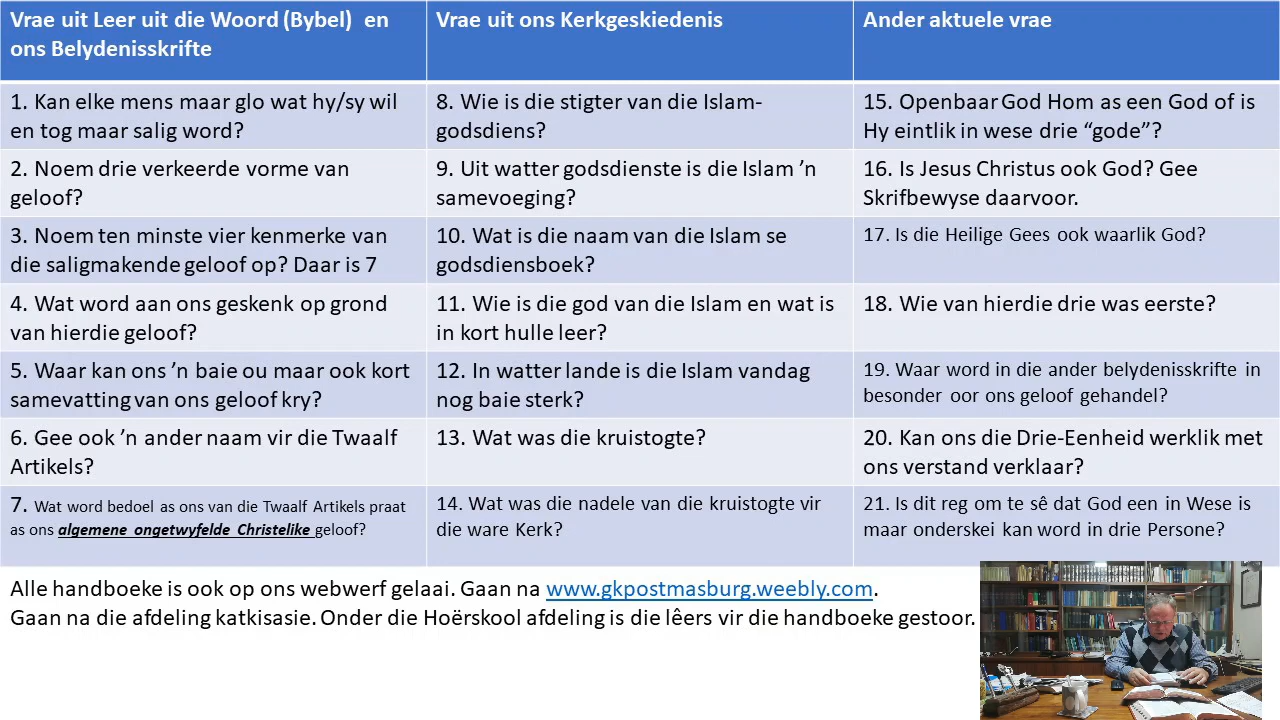 Vrae uit Leer uit die Woord (Bybel) en
ons Belydenisskrifte
Vrae uit ons Kerkgeskiedenis
Ander aktuele vrae
1. Kan elke mens maar glo wat hy/sy wil
en tog maar salig word?
8. Wie is die stigter van die Islam-
godsdiens?
15. Openbaar God Hom as een God of is
Hy eintlik in wese drie “gode”?
2. Noem drie verkeerde vorme van
geloof?
9. Uit watter godsdienste is die Islam ’n
samevoeging?
16. Is Jesus Christus ook God? Gee
Skrifbewyse daarvoor.
3. Noem ten minste vier kenmerke van
die saligmakende geloof op? Daar is 7
10. Wat is die naam van die Islam se
godsdiensboek?
17. Is die Heilige Gees ook waarlik God?
4. Wat word aan ons geskenk op grond
van hierdie geloof?
11. Wie is die god van die Islam en wat is
in kort hulle leer?
18. Wie van hierdie drie was eerste?
5. Waar kan ons ’n baie ou maar ook kort
samevatting van ons geloof kry?
12. In watter lande is die Islam vandag
nog baie sterk?
19. Waar word in die ander belydenisskrifte in
besonder oor ons geloof gehandel?
6. Gee ook ’n ander naam vir die Twaalf
Artikels?
13. Wat was die kruistogte?
20. Kan ons die Drie-Eenheid werklik met
ons verstand verklaar?
7. Wat word bedoel as ons van die Twaalf Artikels praat
as ons algemene ongetwyfelde Christelike geloof?
14. Wat was die nadele van die kruistogte vir
die ware Kerk?
21. Is dit reg om te sê dat God een in Wese is
maar onderskei kan word in drie Persone?
Alle handboeke is ook op ons webwerf gelaai. Gaan na www.gkpostmasburg.weebly.com.
Gaan na die afdeling katkisasie. Onder die Hoërskool afdeling is die lêers vir die handboeke gestoor.